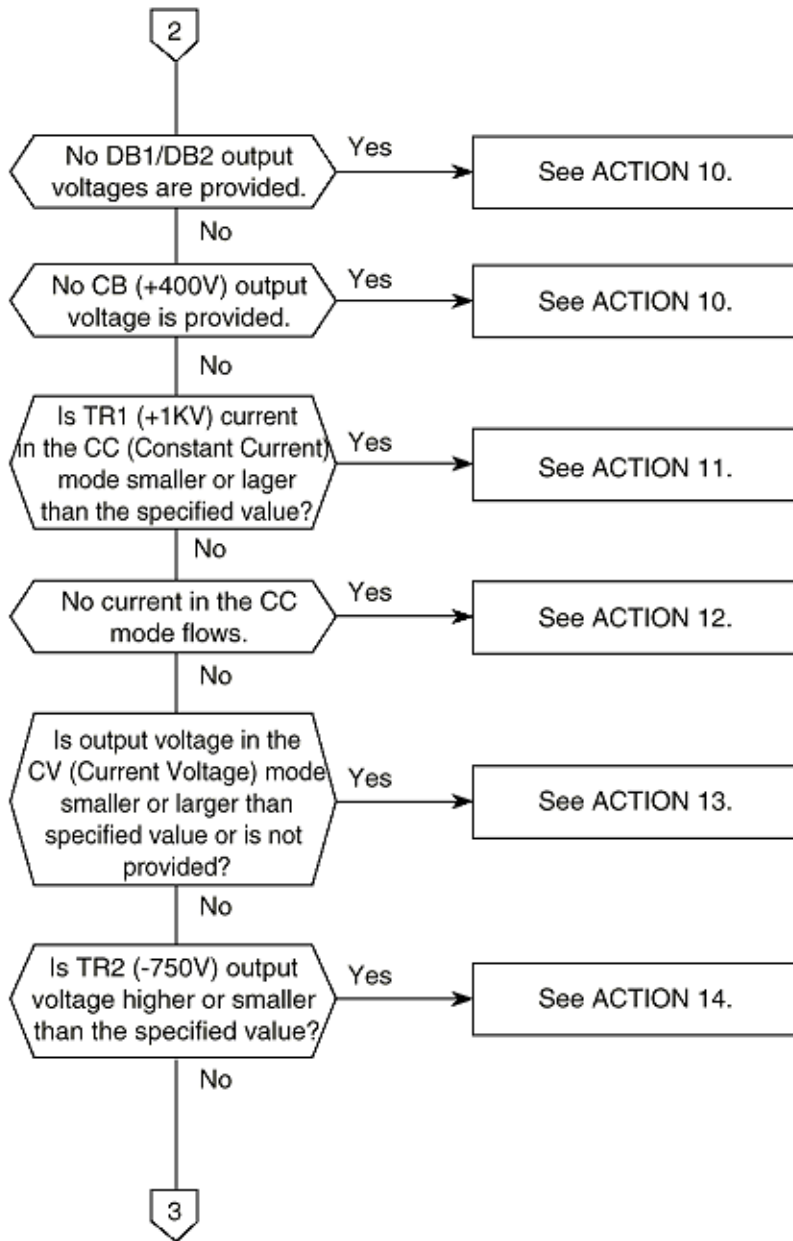 2
No DB1/DB2 output
voltages are provided.
Yes
See ACTION 10.
No
No CB (+400V) output
voltage is provided.
Yes
See ACTION 10.
No
Is TR1 (+1KV) current
in the CC (Constant Current)
mode smaller or lager
than the specified value?
Yes
See ACTION 11.
No
No current in the CC
mode flows.
Yes
See ACTION 12.
No
Is output voltage in the
CV (Current Voltage) mode
smaller or larger than
specified value or is not
provided?
Yes
See ACTION 13.
No
Is TR2 (-750V) output
voltage higher or smaller
than the specified value?
Yes
See ACTION 14.
No
3